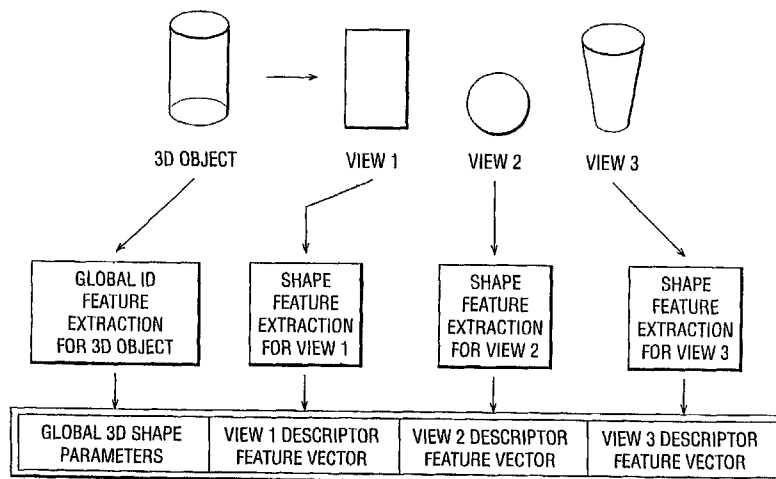 3D OBJECT
VIEW 1
VIEW 2
VIEW 3
GLOBAL ID
FEATURE
EXTRACTION
FOR 3D OBJECT
SHAPE
FEATURE
EXTRACTION
FOR VIEW 1
SHAPE
FEATURE
EXTRACTION
FOR VIEW 2
SHAPE
FEATURE
EXTRACTION
FOR VIEW 3
GLOBAL 3D SHAPE
PARAMETERS
VIEW 1 DESCRIPTOR
FEATURE VECTOR
VIEW 2 DESCRIPTOR
FEATURE VECTOR
VIEW 3 DESCRIPTOR
FEATURE VECTOR